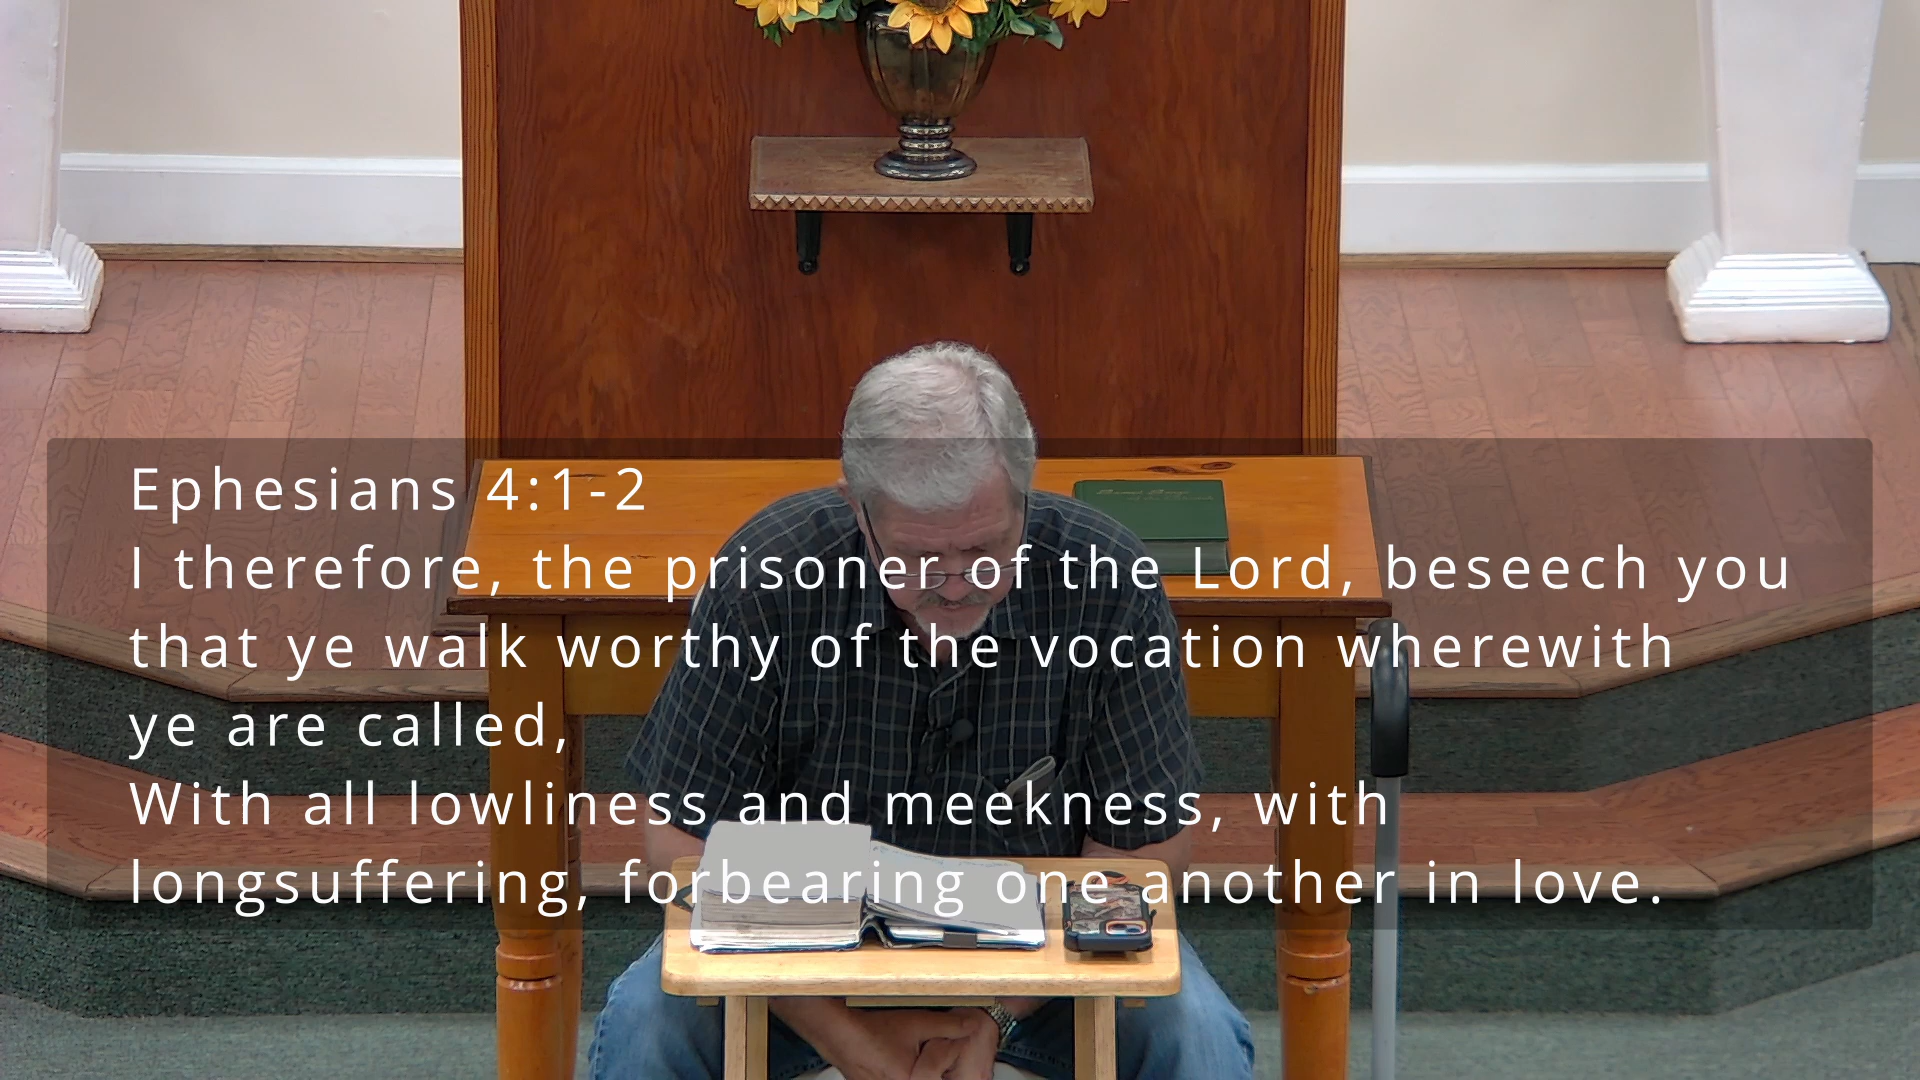 Ephesians 4:1-2
I therefore, the prisoner of the Lord, beseech you
that ye walk worthy of the vocation wherewith
ye are called,
With all lowliness and meekness, with
longsuffering, forbearing one another in love.